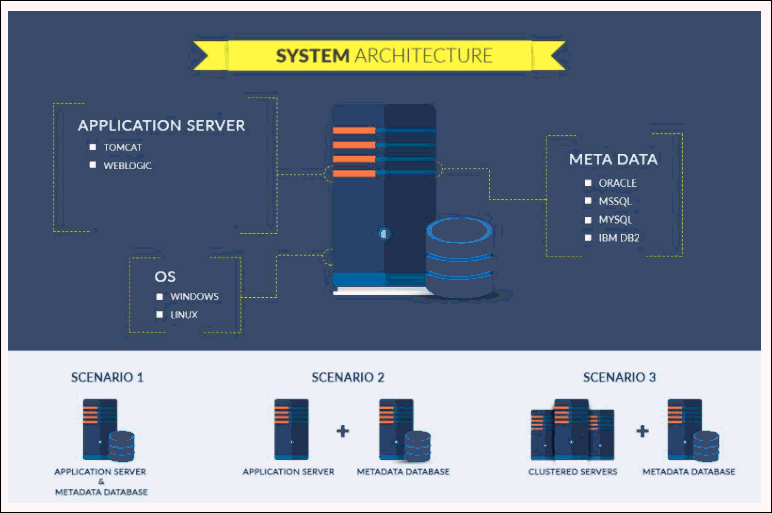 SYSTEM ARCHITECTURE
APPLICATION SERVER
TOMCAT
WEBLOGIC
META DATA
ORACLE
MSSQL
MYSQL
IBM DB2
OS
WINDOWS
LINUX
SCENARIO 1
APPLICATION SERVER
&
METADATA DATABASE
SCENARIO 2
APPLICATION SERVER
+
METADATA DATABASE
SCENARIO 3
CLUSTERED SERVERS
+
METADATA DATABASE